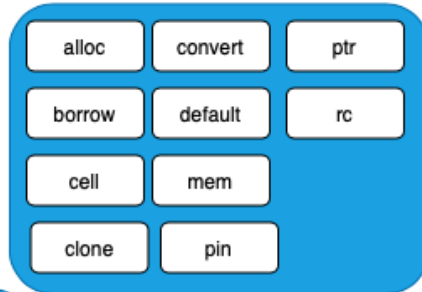 alloc convert ptr
borrow default rc
cell mem
clone pin